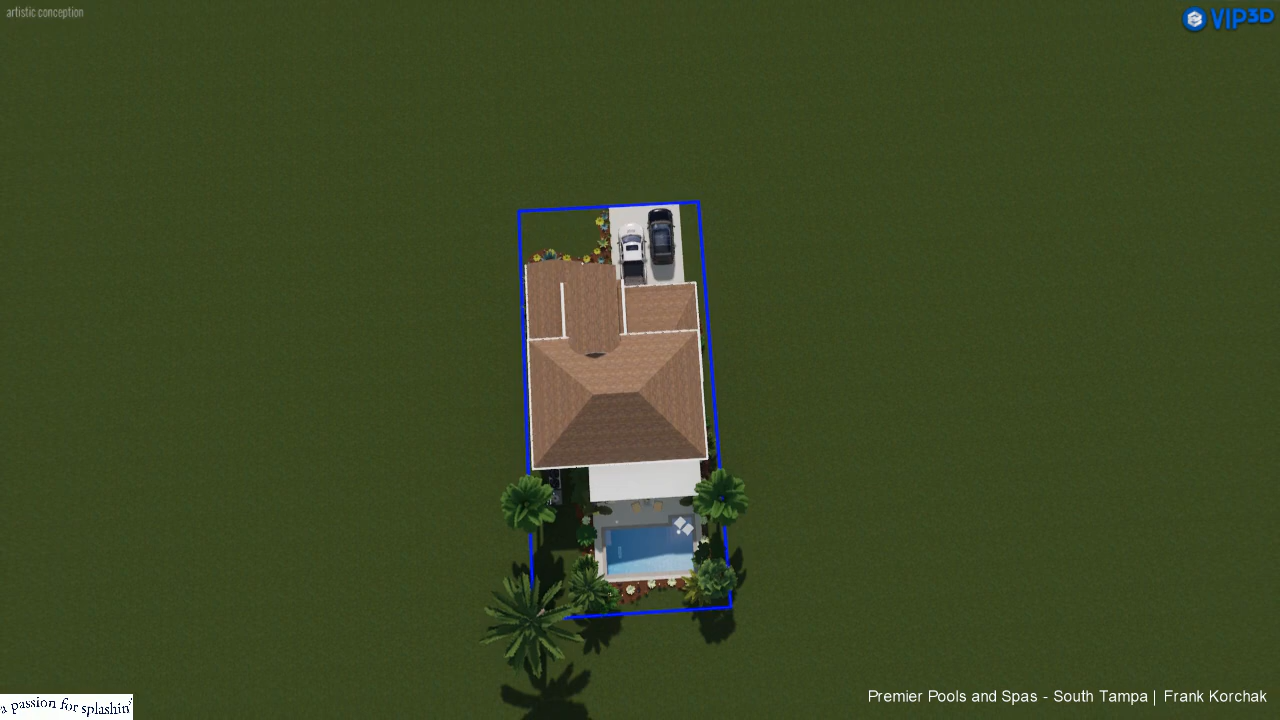 artistic conception
VIP3D
Premier Pools and Spas - South Tampa | Frank Korchak
a passion for splashin'